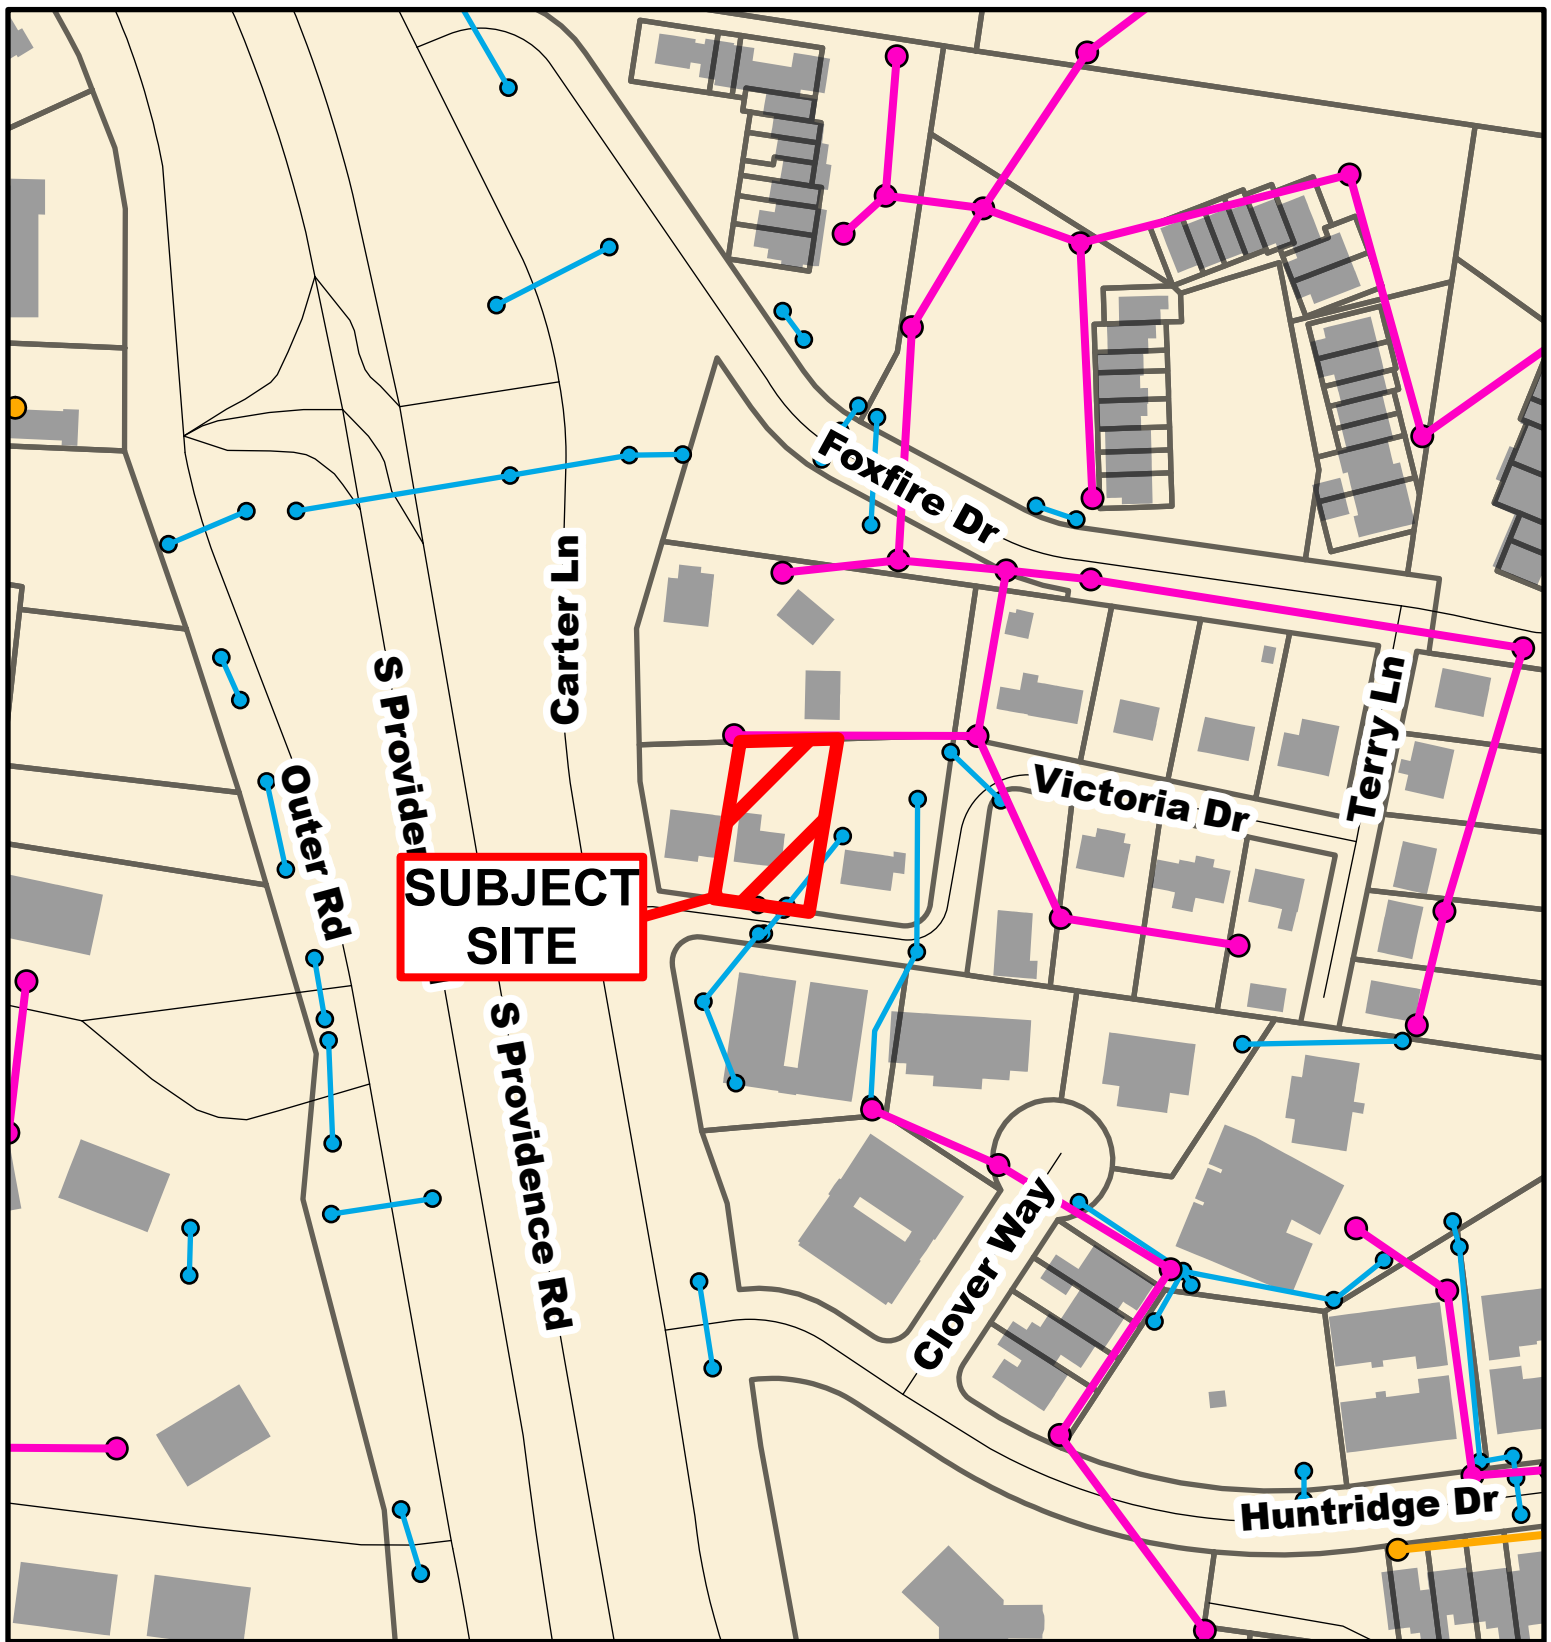 Foxfire Dr
Carter Ln
S Providen
Terry Ln
Victoria Dr
Outer Rd
SUBJECT
SITE
S Providence Rd
Clover Way
Huntridge Dr